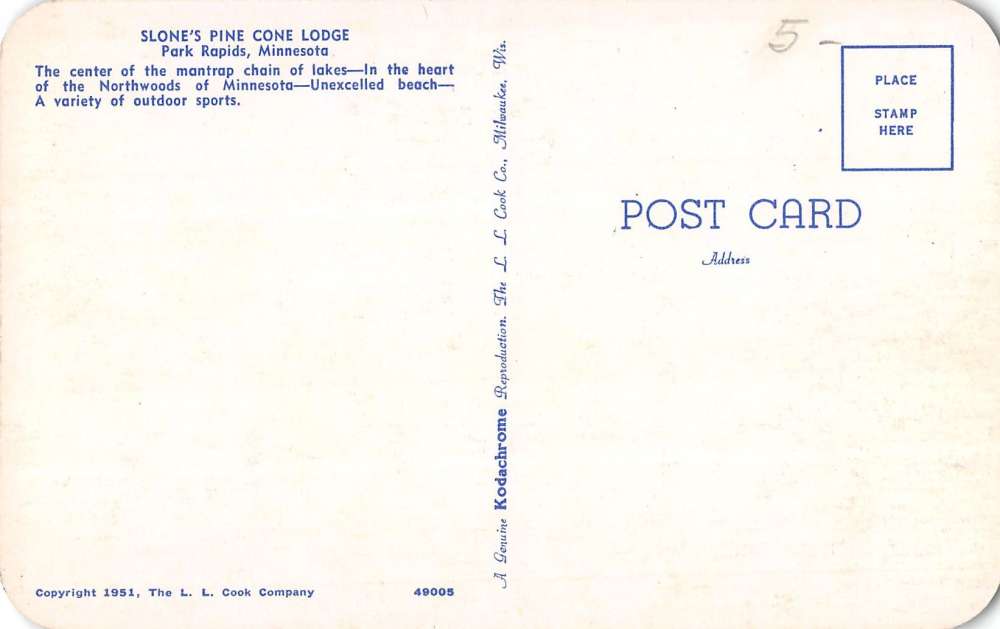 SLONE'S PINE CONE LODGE
Park Rapids, Minnesota
The center of the mantrap chain of lakes—In the heart
of the Northwoods of Minnesota—Unexcelled beach—
A variety of outdoor sports.
Copyright 1951, The L. L. Cook Company 49005
A Genuine Kodachrome Reproduction. The L. L. Cook Co., Milwaukee, Wis.
5 -
PLACE
STAMP
HERE
POST CARD
Address